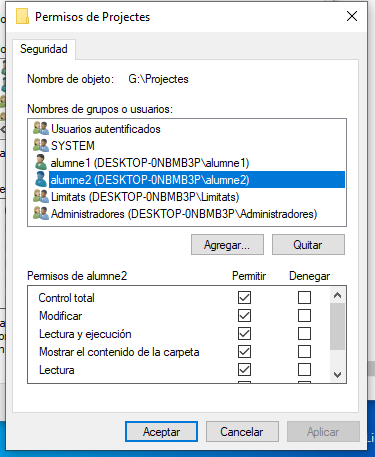 Permisos de Projectes
Seguridad
Nombre de objeto: G:\Projectes
Nombres de grupos o usuarios:
Usuarios autentificados
SYSTEM
alumne1 (DESKTOP-0NBMB3P\alumne1)
alumne2 (DESKTOP-0NBMB3P\alumne2)
Limitats (DESKTOP-0NBMB3P\Limitats)
Administradores (DESKTOP-0NBMB3P\Administradores)
Agregar... Quitar
Permisos de alumne2 Permitir Denegar
Control total
Modificar
Lectura y ejecución
Mostrar el contenido de la carpeta
Lectura
Aceptar Cancelar Aplicar